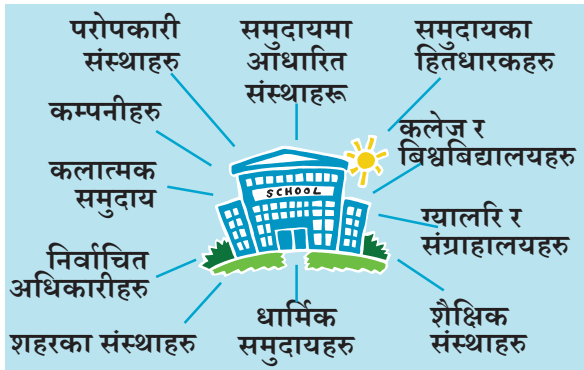 परोपकारी
संस्थाहरु
समुदायमा
आधारित
संस्थाहरू
समुदायका
हितधारकहरु
कम्पनीहरु
कलेज र
बिश्वबिद्यालयहरु
कलात्मक
समुदाय
SCHOOL
ग्यालरि र
संग्राहालयहरु
निर्वाचित
अधिकारीहरु
शहरका संस्थाहरु
धार्मिक
समुदायहरु
शैक्षिक
संस्थाहरु